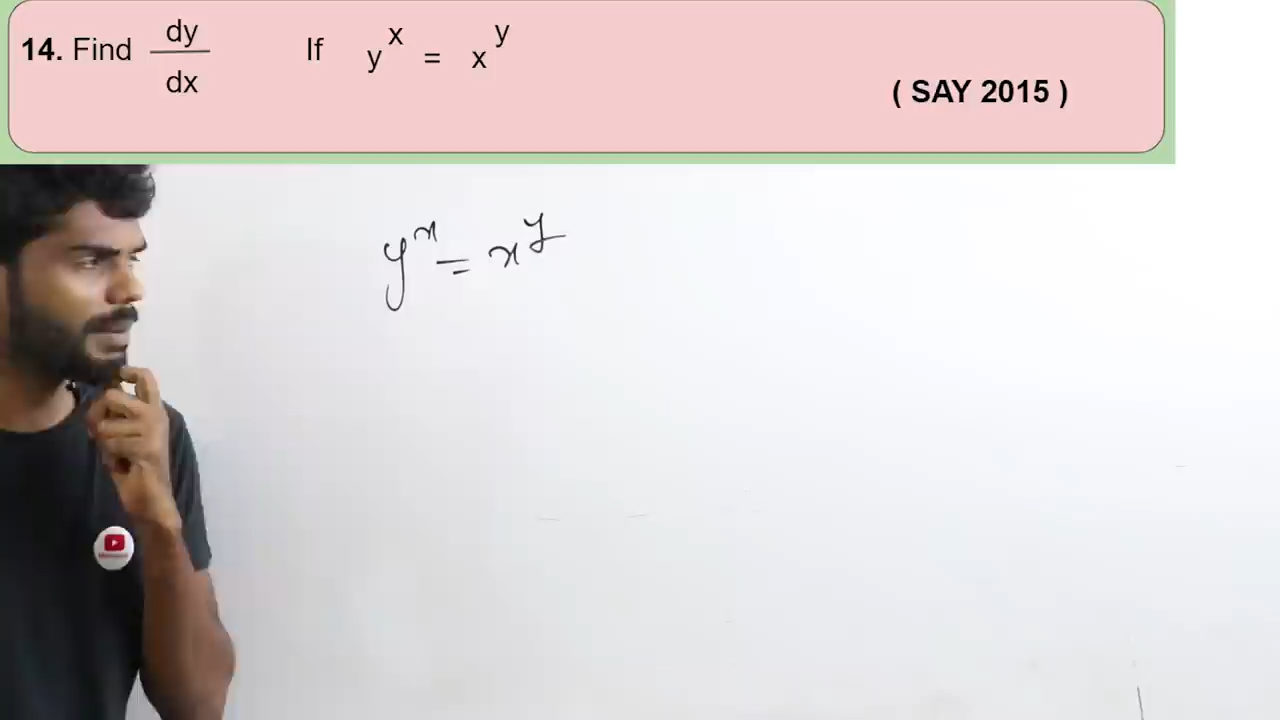 14. Find dy/dx If y^x = x^y
( SAY 2015 )
y^x = x^y